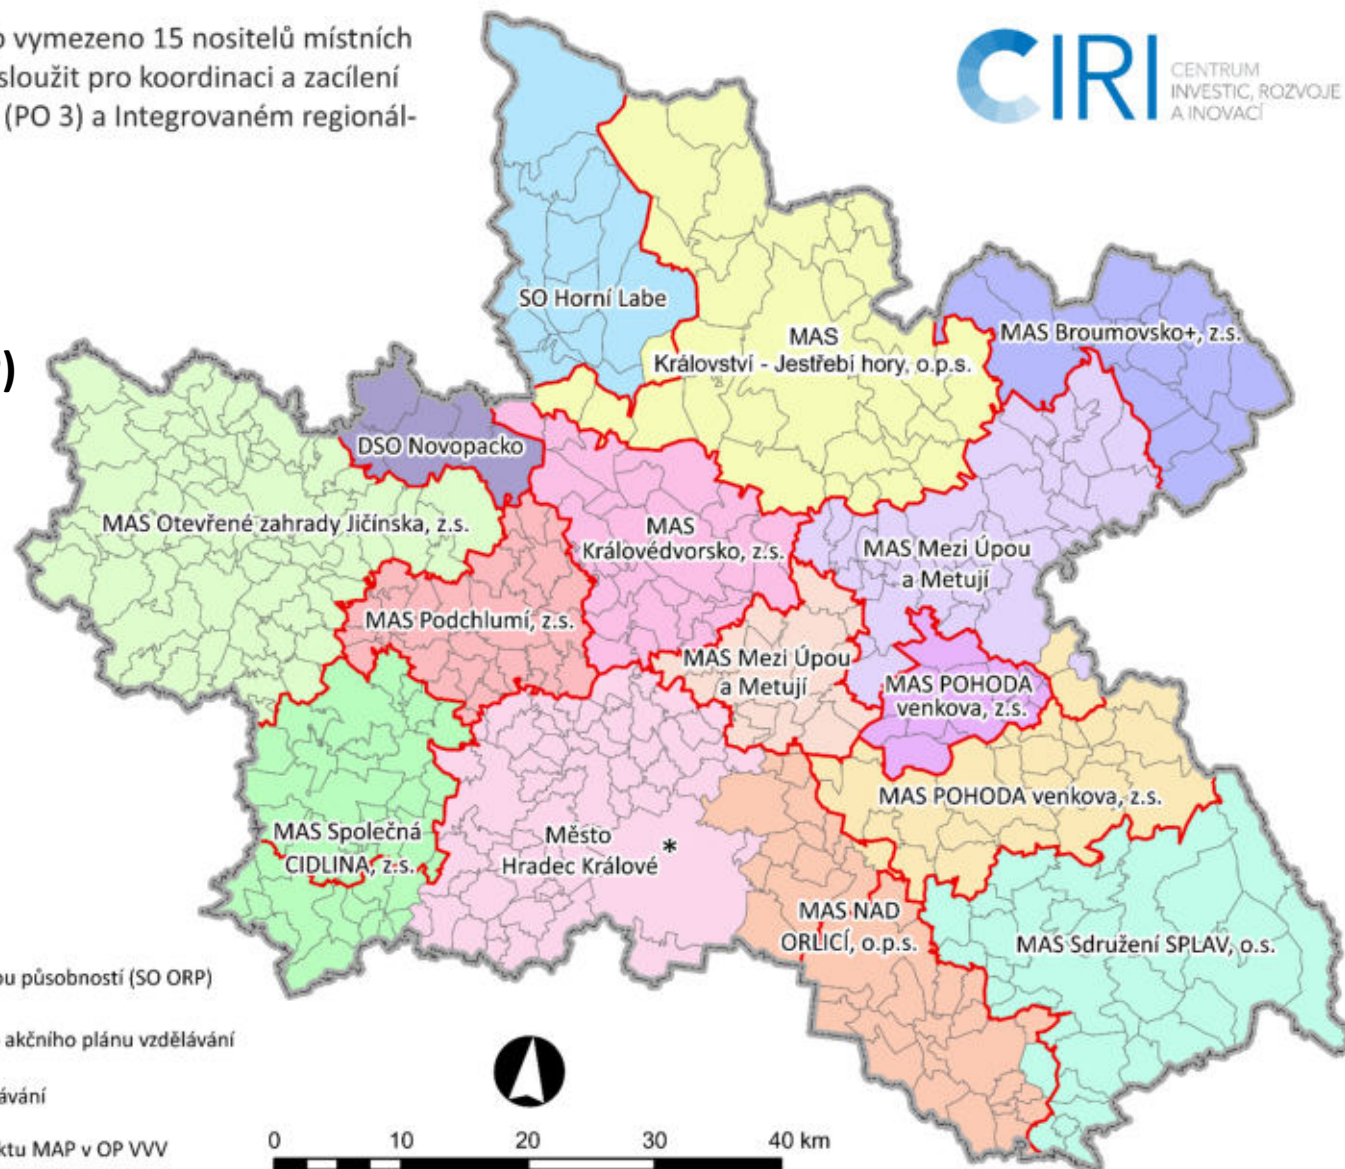 vymezeno 15 nositelů místních
sloužit pro koordinaci a zacílení
(PO 3) a Integrovaném regionál-
CIRI
CENTRUM
INVESTIC, ROZVOJE
A INOVACÍ
)
SO Horní Labe
MAS
Království - Jestřebí hory, o.p.s.
MAS Broumovsko+, z.s.
DSO Novopacko
MAS Otevřené zahrady Jičínska, z.s.
MAS
Královédvorsko, z.s.
MAS Mezi Úpou
a Metují
MAS Podchlumí, z.s.
MAS Mezi Úpou
a Metují
MAS POHODA
venkova, z.s.
MAS POHODA venkova, z.s.
MAS Společná
CIDLINA, z.s.
Město
Hradec Králové *
MAS NAD
ORLICÍ, o.p.s.
MAS Sdružení SPLAV, o.s.
ou působností (SO ORP)
akčního plánu vzdělávání
ávání
ktu MAP v OP VVV
0 10 20 30 40 km